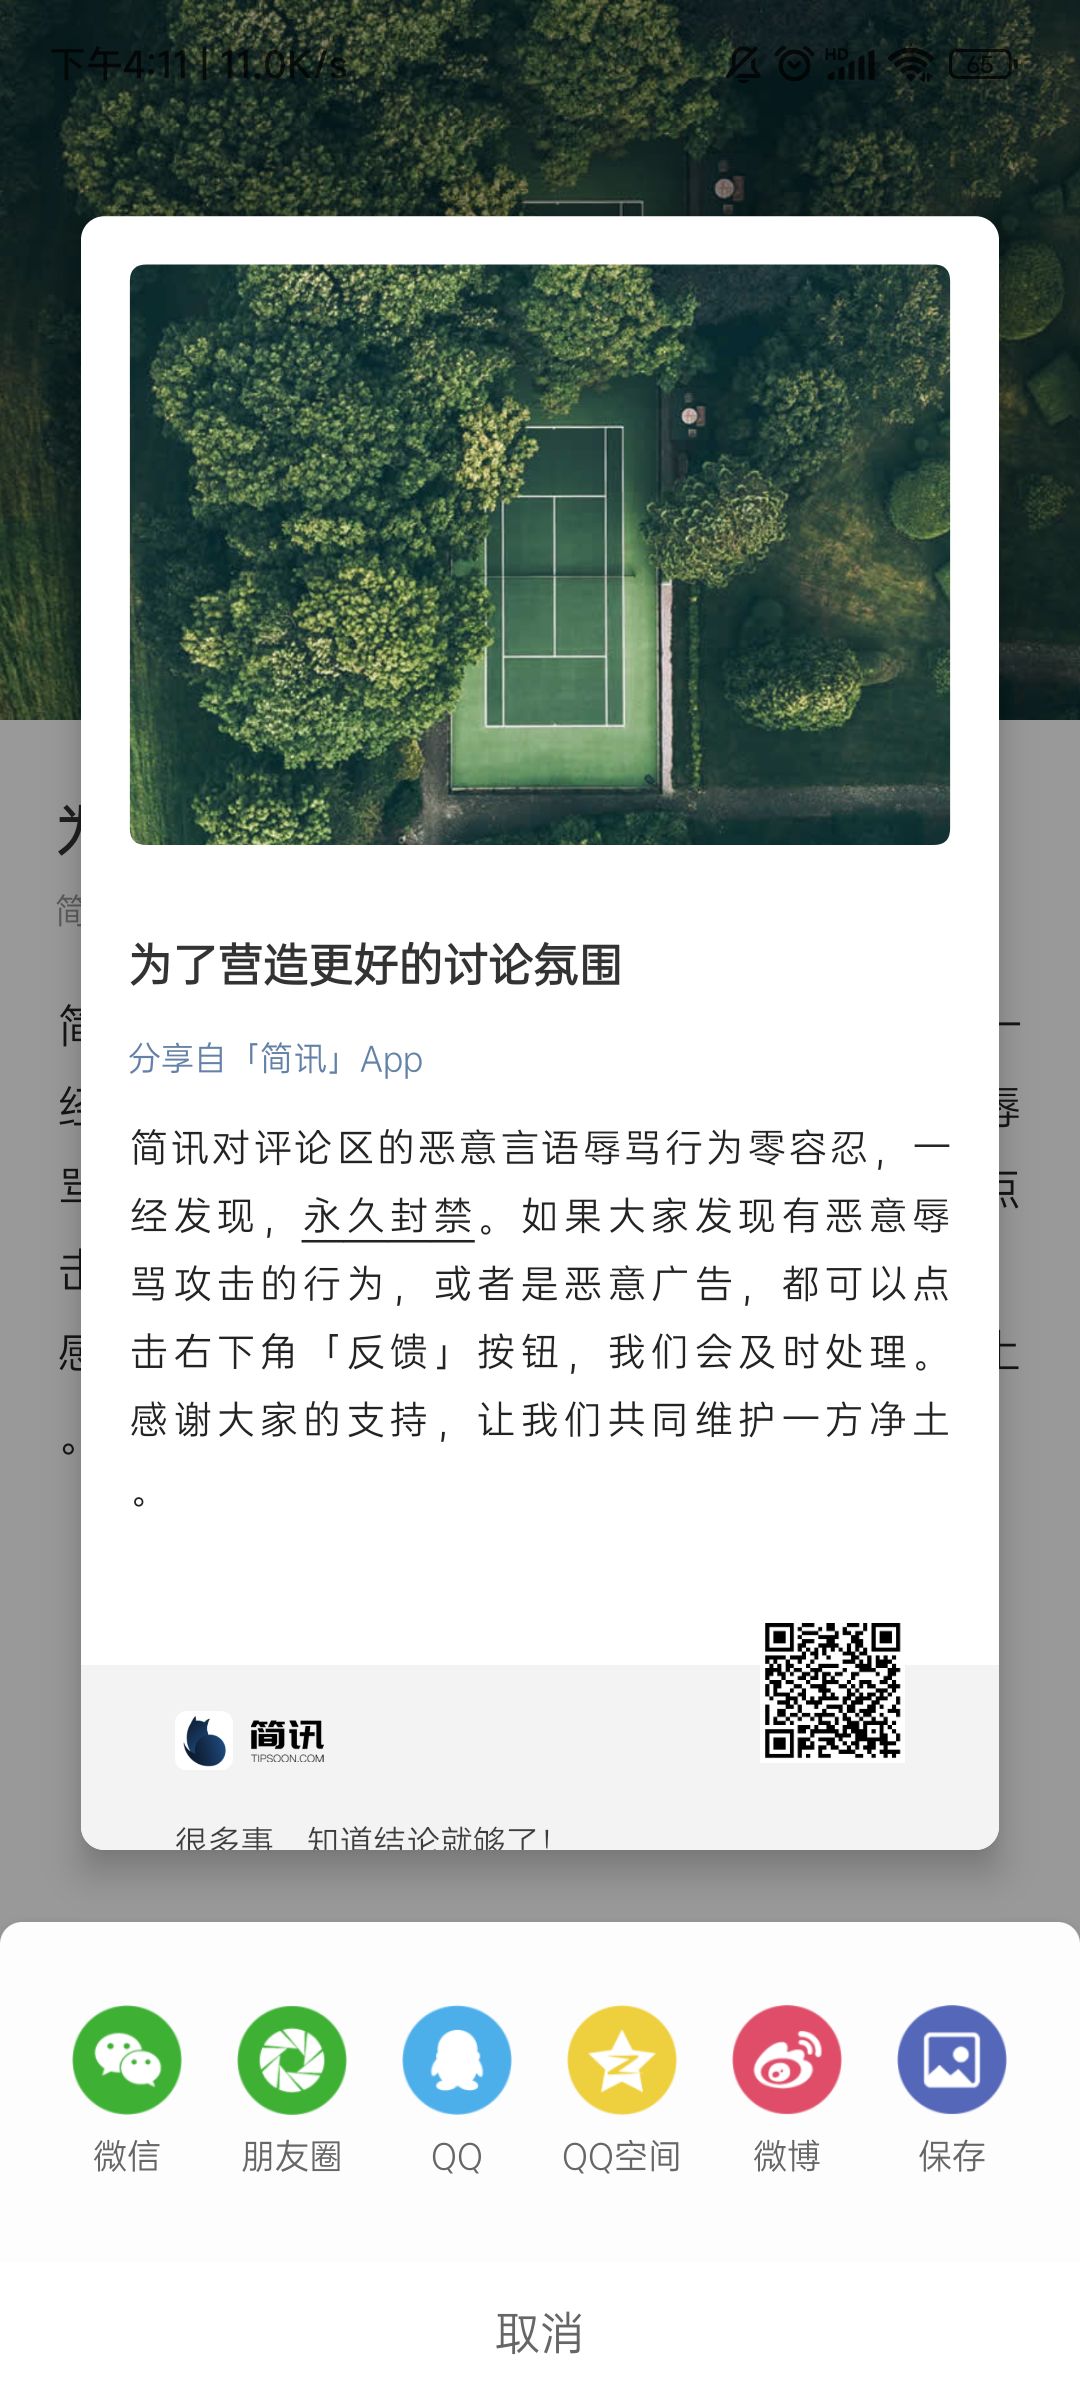 下午4:11 | 11.0K/s
HD
65
为了营造更好的讨论氛围
分享自「简讯」App
简讯对评论区的恶意言语辱骂行为零容忍，一
经发现，永久封禁。如果大家发现有恶意辱
骂攻击的行为，或者是恶意广告，都可以点
击右下角「反馈」按钮，我们会及时处理。
感谢大家的支持，让我们共同维护一方净土
。
简讯
TIPSOON.COM
很多事　知道结论就够了！
微信
朋友圈
QQ
QQ空间
微博
保存
取消